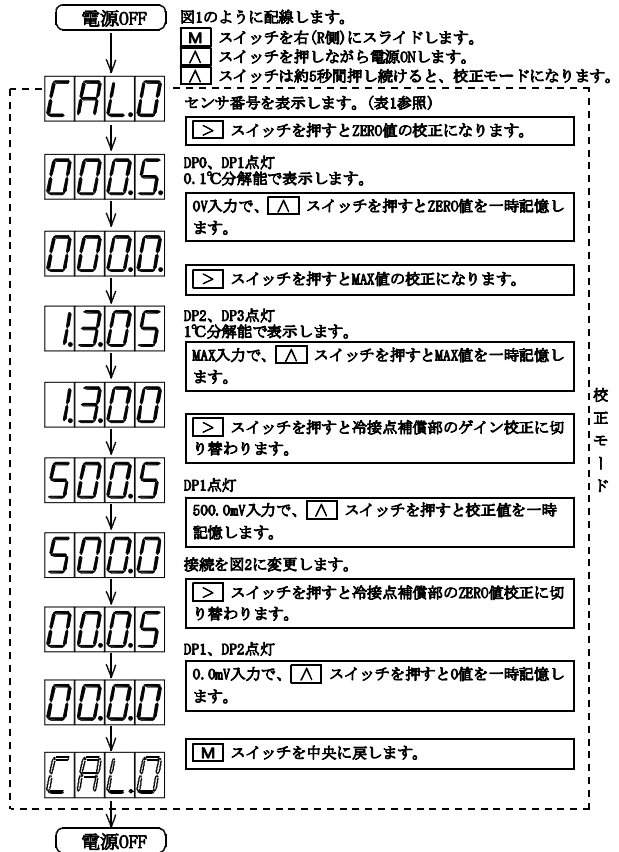 電源OFF
図1のように配線します。
M スイッチを右(R側)にスライドします。
∧ スイッチを押しながら電源ONします。
∧ スイッチは約5秒間押し続けると、校正モードになります。
CAL.0
センサ番号を表示します。(表1参照)
> スイッチを押すとZERO値の校正になります。
000.5.
DP0、DP1点灯
0.1℃分解能で表示します。
0V入力で、∧ スイッチを押すとZERO値を一時記憶し
ます。
000.0.
> スイッチを押すとMAX値の校正になります。
1.3.05
DP2、DP3点灯
1℃分解能で表示します。
MAX入力で、∧ スイッチを押すとMAX値を一時記憶し
ます。
1.3.00
> スイッチを押すと冷接点補償部のゲイン校正に切
り替わります。
500.5
DP1点灯
500.0mV入力で、∧ スイッチを押すと校正値を一時
記憶します。
500.0
接続を図2に変更します。
> スイッチを押すと冷接点補償部のZERO値校正に切
り替わります。
00.0.5
DP1、DP2点灯
0.0mV入力で、∧ スイッチを押すと0値を一時記憶し
ます。
00.0.0
M スイッチを中央に戻します。
CAL.0
電源OFF
校正モード